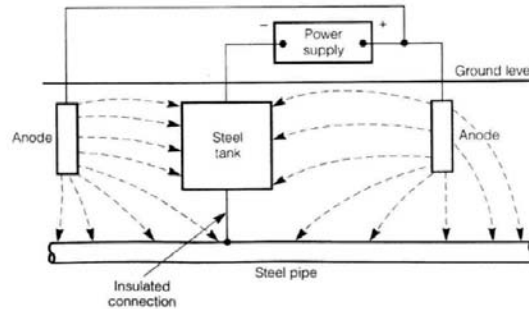 − Power supply +
Ground level
Anode
Steel tank
Anode
Steel pipe
Insulated connection